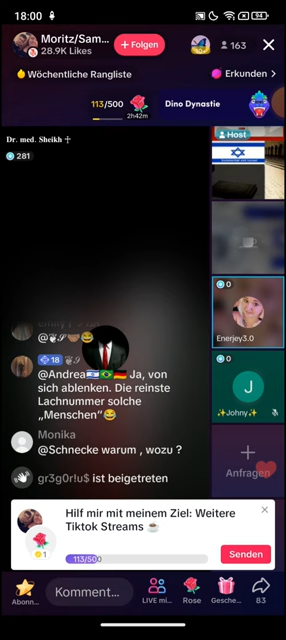 18:00
94
Moritz/Sam...
28.9K Likes
+ Folgen
163
Wöchentliche Rangliste
Erkunden >
113/500
2h42m
Dino Dynastie
Dr. med. Sheikh
281
Host
0
Enerjey3.0
0
J
Johny
Anfragen
18
@Andrea Ja, von
sich ablenken. Die reinste
Lachnummer solche
„Menschen"
Monika
@Schnecke warum , wozu ?
gr3g0r!u$ ist beigetreten
Hilf mir mit meinem Ziel: Weitere
Tiktok Streams
1
113/500
Senden
Abonn...
Komment...
LIVE mi...
Rose
Gesche...
83